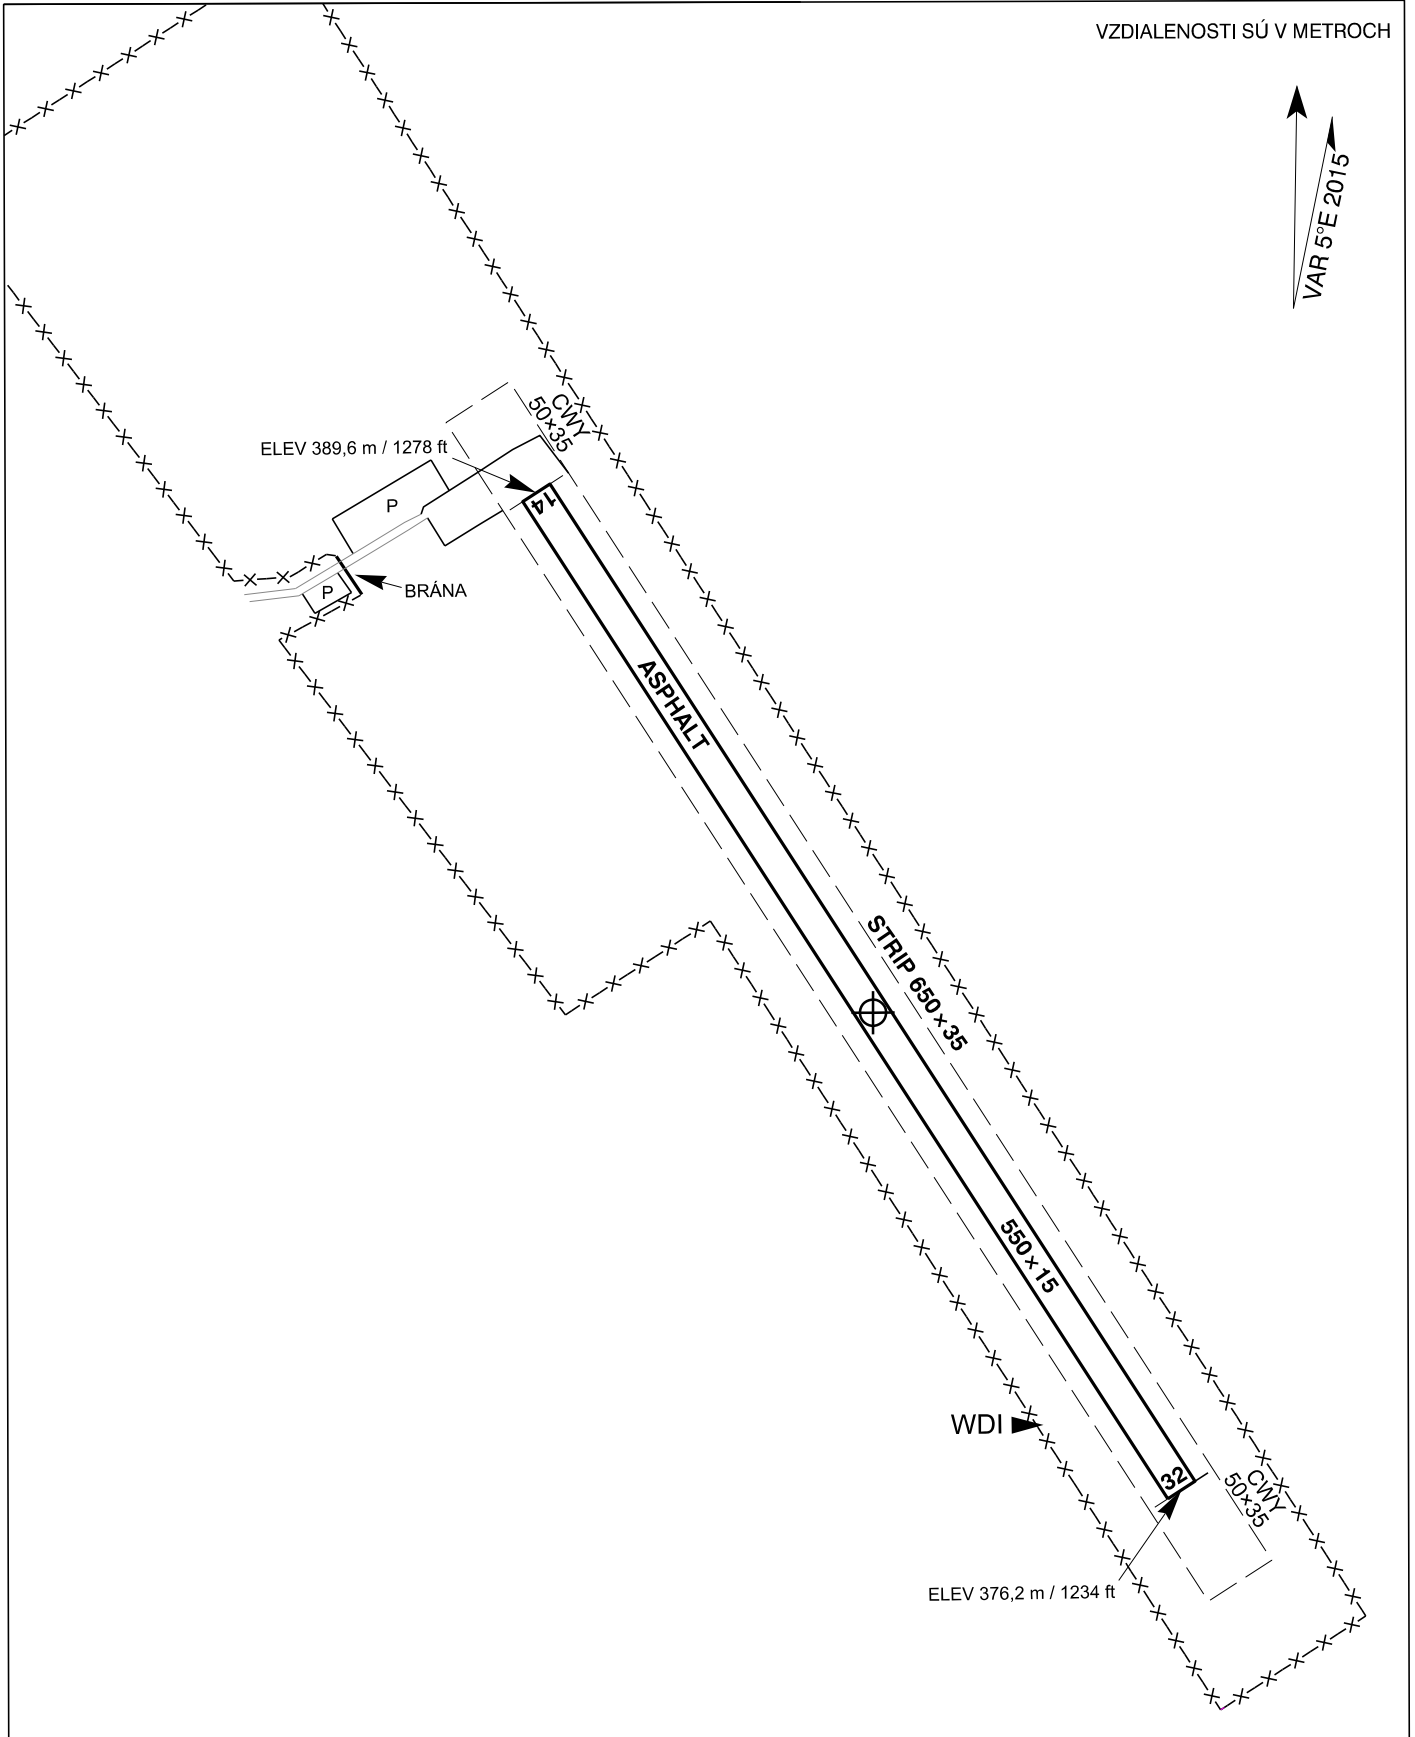 VZDIALENOSTI SÚ V METROCH
VAR 5°E 2015
CWY
50×35
ELEV 389,6 m / 1278 ft
14
P
P
BRÁNA
ASPHALT
STRIP 650×35
550×15
WDI
32
CWY
50×35
ELEV 376,2 m / 1234 ft